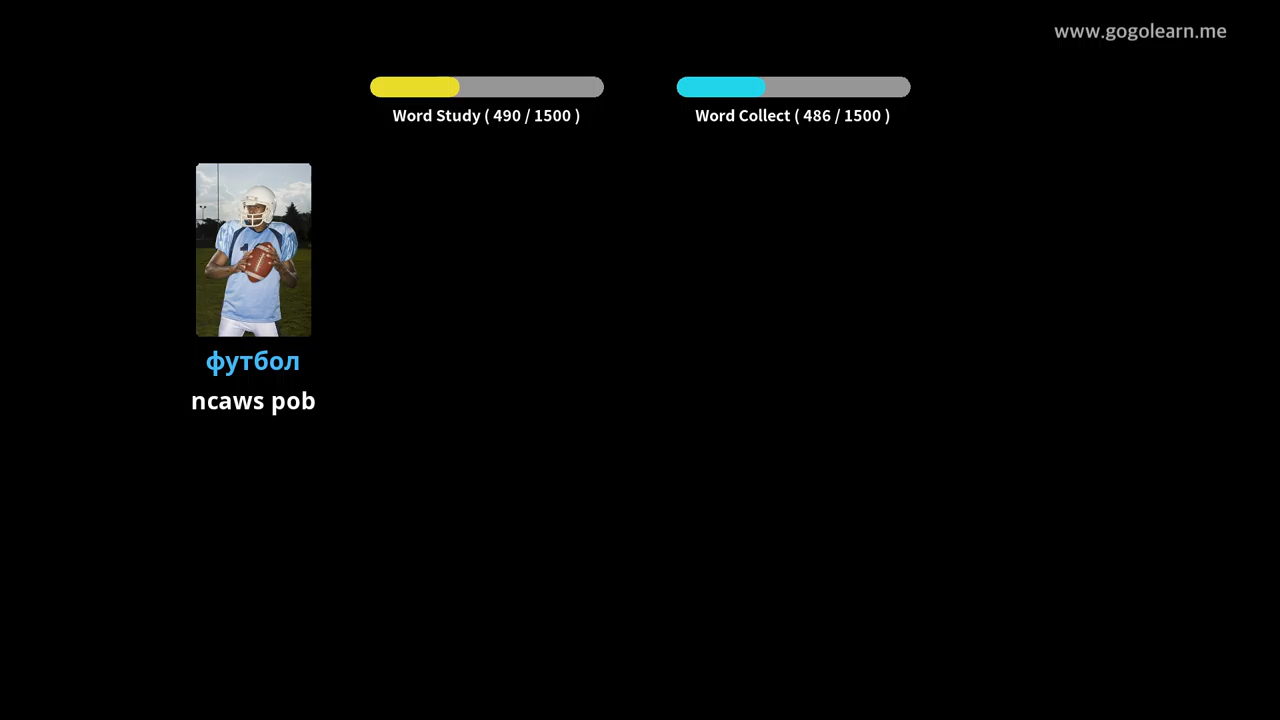 www.gogolearn.me
Word Study ( 490 / 1500 )
Word Collect ( 486 / 1500 )
футбол
ncaws pob